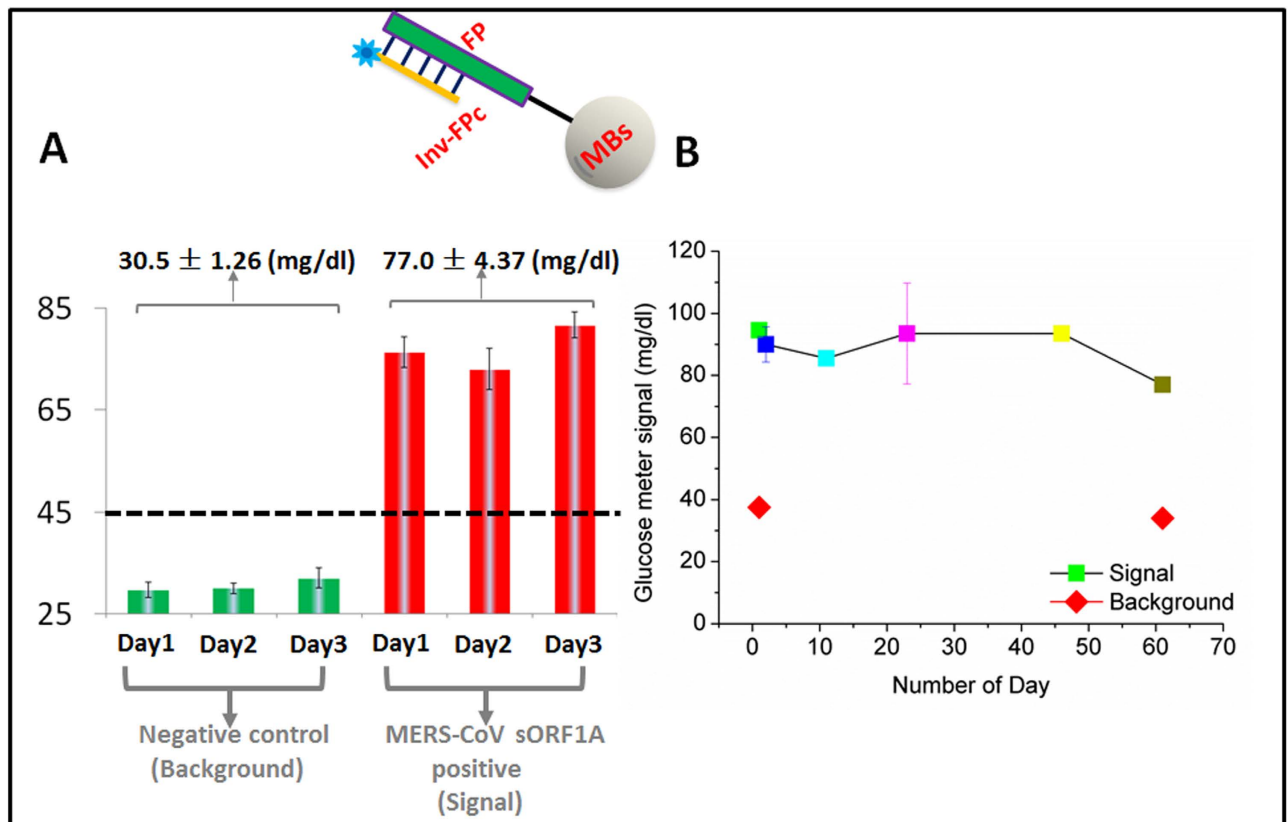 FP
Inv-FPc
MBs
A
30.5 ± 1.26 (mg/dl)
77.0 ± 4.37 (mg/dl)
85
65
45
25
Day1
Day2
Day3
Day1
Day2
Day3
Negative control
(Background)
MERS-CoV sORF1A
positive
(Signal)
B
Glucose meter signal (mg/dl)
120
100
80
60
40
20
0
Signal
Background
0
10
20
30
40
50
60
70
Number of Day